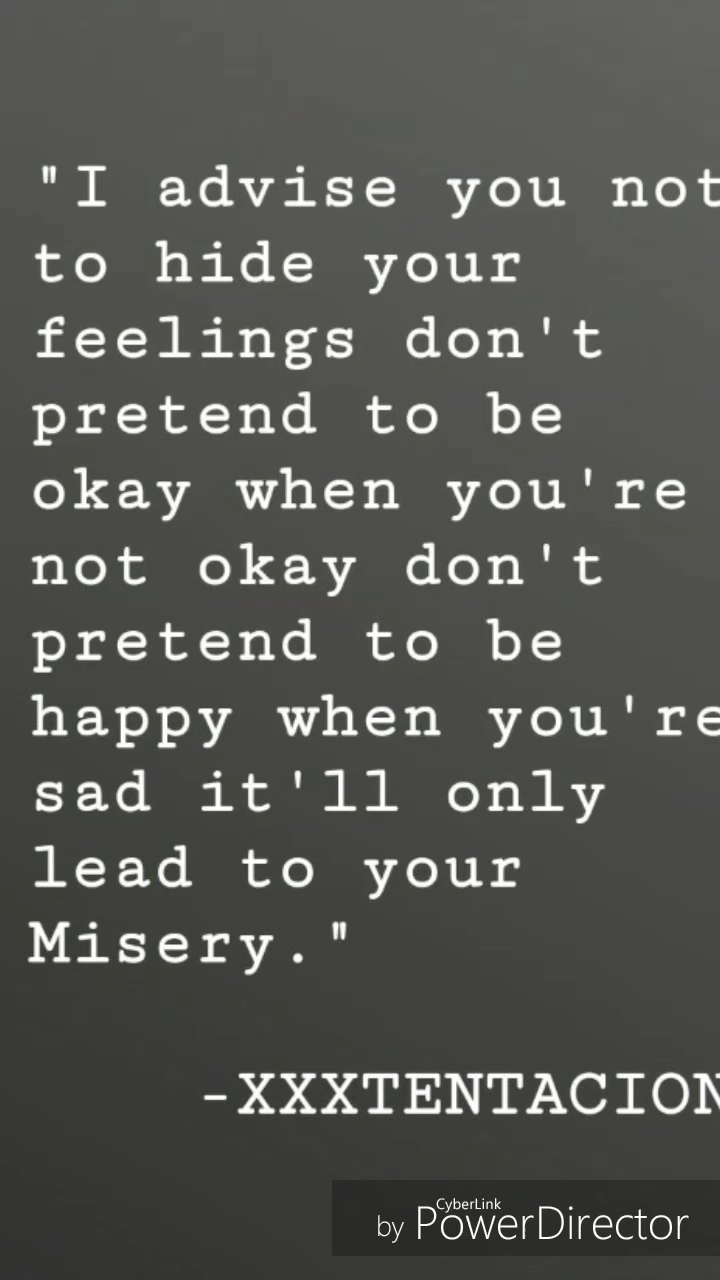 "I advise you not
to hide your
feelings don't
pretend to be
okay when you're
not okay don't
pretend to be
happy when you're
sad it'll only
lead to your
Misery."
-XXXTENTACION
CyberLink
by PowerDirector